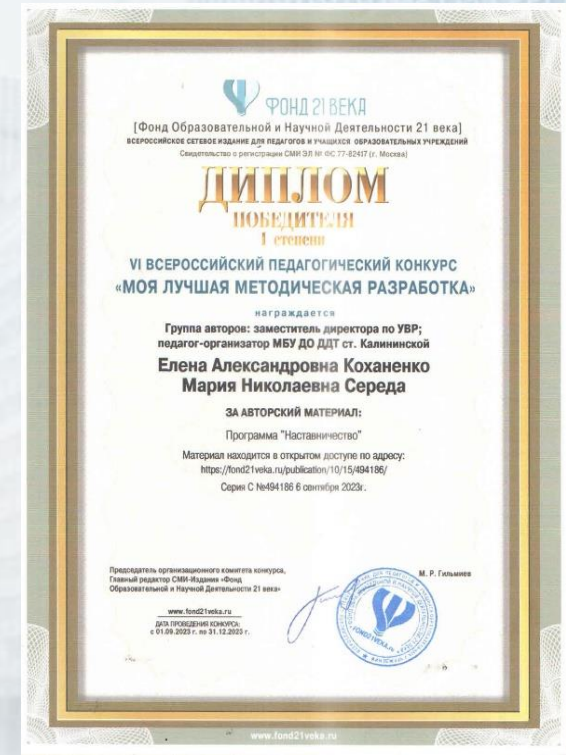 ФОНД 21 ВЕКА
[Фонд Образовательной и Научной Деятельности 21 века]
ВСЕРОССИЙСКОЕ СЕТЕВОЕ ИЗДАНИЕ ДЛЯ ПЕДАГОГОВ И УЧАЩИХСЯ ОБРАЗОВАТЕЛЬНЫХ УЧРЕЖДЕНИЙ
Свидетельство о регистрации СМИ ЭЛ № ФС 77-82417 (г. Москва)
ДИПЛОМ
ПОБЕДИТЕЛЯ
1 степени
VI ВСЕРОССИЙСКИЙ ПЕДАГОГИЧЕСКИЙ КОНКУРС
«МОЯ ЛУЧШАЯ МЕТОДИЧЕСКАЯ РАЗРАБОТКА»
награждается
Группа авторов: заместитель директора по УВР;
педагог-организатор МБУ ДО ДДТ ст. Калининской
Елена Александровна Коханенко
Мария Николаевна Середа
ЗА АВТОРСКИЙ МАТЕРИАЛ:
Программа "Наставничество"
Материал находится в открытом доступе по адресу:
https://fond21veka.ru/publication/10/15/494186/
Серия С №494186 6 сентября 2023г.
Председатель организационного комитета конкурса,
Главный редактор СМИ-Издания «Фонд
Образовательной и Научной Деятельности 21 века»
М. Р. Гильмиев
www.fond21veka.ru
ДАТА ПРОВЕДЕНИЯ КОНКУРСА:
с 01.09.2023 г. по 31.12.2023 г.
FOND21VEKA.ru
www.fond21veka.ru